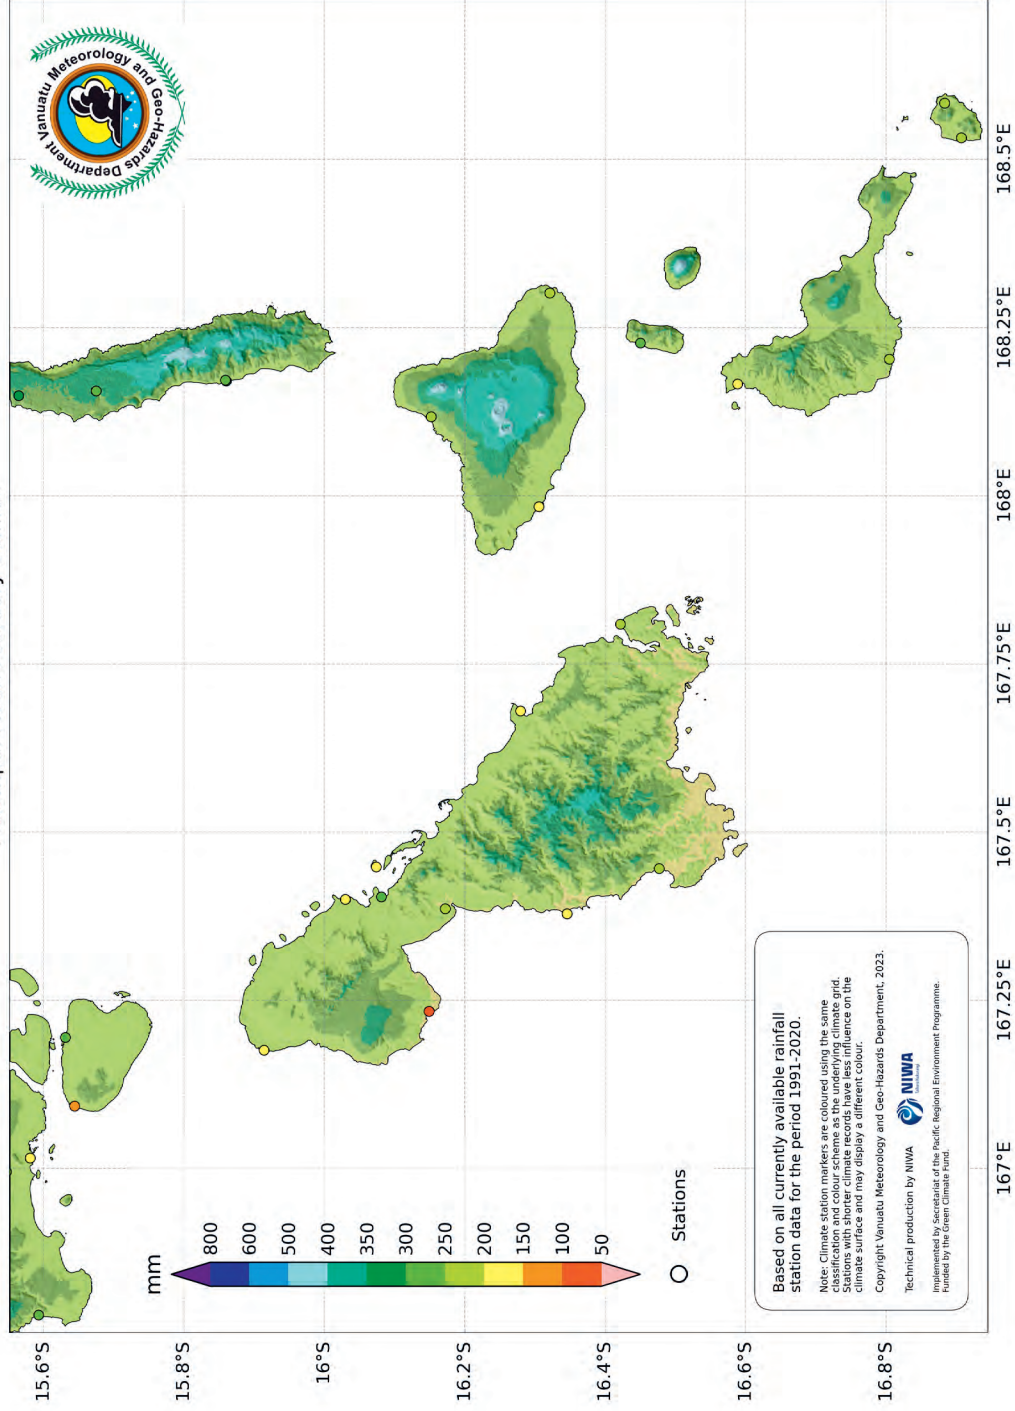 Vanuatu Meteorology and Geo-Hazards Department
15.6°S
15.8°S
16°S
16.2°S
16.4°S
16.6°S
16.8°S
mm
800
600
500
400
350
300
250
200
150
100
50
Stations
Based on all currently available rainfall
station data for the period 1991-2020.
Note: Climate station markers are coloured using the same
classification and colour scheme as the underlying climate grid.
Stations with shorter climate records have less influence on the
climate surface and may display a different colour.
Copyright Vanuatu Meteorology and Geo-Hazards Department, 2023.
Technical production by NIWA
NIWA
Implemented by Secretariat of the Pacific Regional Environment Programme.
Funded by the Green Climate Fund.
167°E
167.25°E
167.5°E
167.75°E
168°E
168.25°E
168.5°E